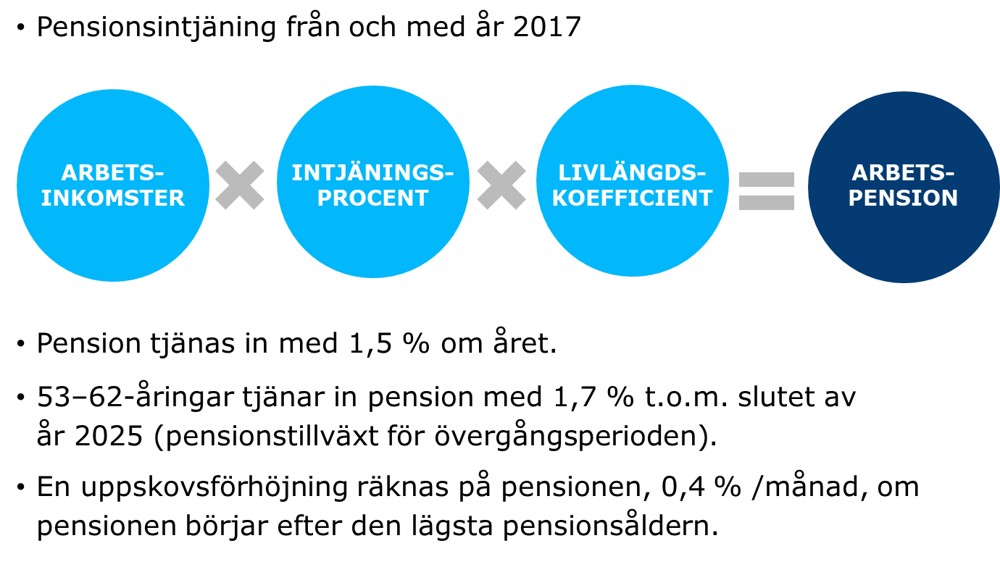 • Pensionsintjäning från och med år 2017
ARBETS-
INKOMSTER
INTJÄNINGS-
PROCENT
LIVLÄNGDS-
KOEFFICIENT
ARBETS-
PENSION
• Pension tjänas in med 1,5 % om året.
• 53–62-åringar tjänar in pension med 1,7 % t.o.m. slutet av
år 2025 (pensionstillväxt för övergångsperioden).
• En uppskovsförhöjning räknas på pensionen, 0,4 % /månad, om
pensionen börjar efter den lägsta pensionsåldern.